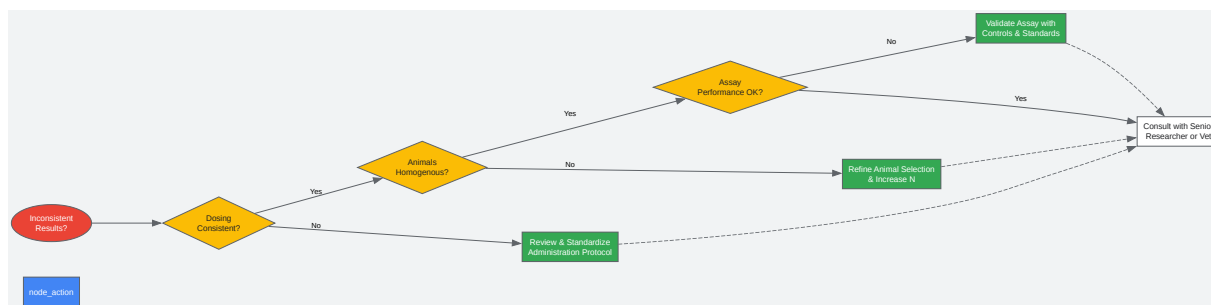 Validate Assay with
Controls & Standards
No
Assay
Performance OK?
Yes
Yes
Consult with Senio
Researcher or Vet
Animals
Homogenous?
No
Refine Animal Selection
& Increase N
Yes
Inconsistent
Results?
Dosing
Consistent?
No
Review & Standardize
Administration Protocol
node_action